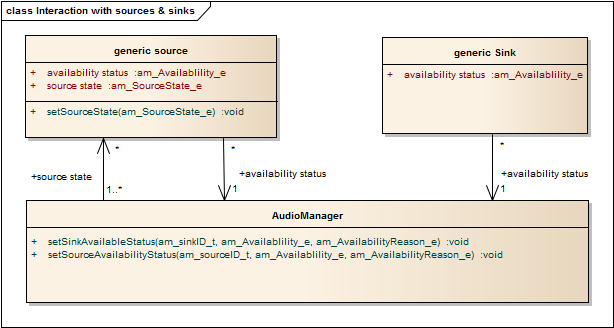 class Interaction with sources & sinks
generic source
+ availability status :am_Availablility_e
+ source state :am_SourceState_e
+ setSourceState(am_SourceState_e) :void
generic Sink
+ availability status :am_Availablility_e
*
*
*
+source state
+availability status
+availability status
1..*
1
1
AudioManager
+ setSinkAvailableStatus(am_sinkID_t, am_Availablility_e, am_AvailabilityReason_e) :void
+ setSourceAvailabilityStatus(am_sourceID_t, am_Availablility_e, am_AvailabilityReason_e) :void